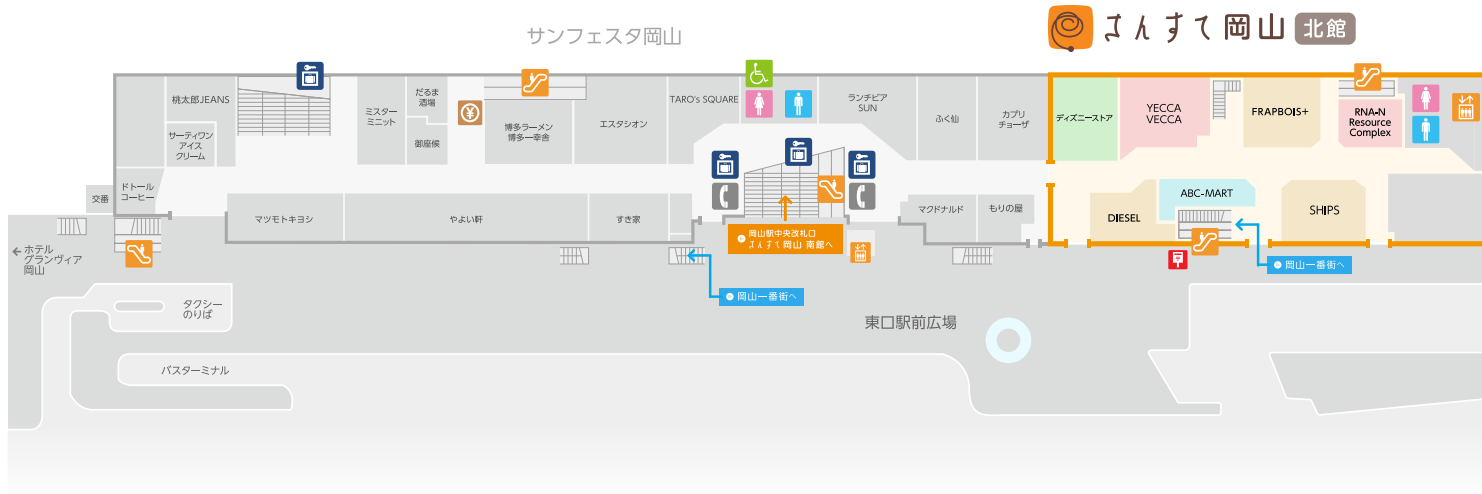 サンフェスタ岡山
さんすて岡山 北館
桃太郎JEANS
サーティワン
アイス
クリーム
ドトール
コーヒー
交番
ミスター
ミニット
だるま
酒場
御座候
博多ラーメン
博多一幸舎
エスタシオン
TARO's SQUARE
ランチピア
SUN
ふく仙
カプリ
チョーザ
ディズニーストア
YECCA
VECCA
FRAPBOIS+
RNA-N
Resource
Complex
マツモトキヨシ
やよい軒
すき家
マクドナルド
もりの屋
DIESEL
ABC-MART
SHIPS
岡山駅中央改札口
さんすて岡山 南館へ
岡山一番街へ
岡山一番街へ
←ホテル
グランヴィア
岡山
タクシー
のりば
バスターミナル
東口駅前広場